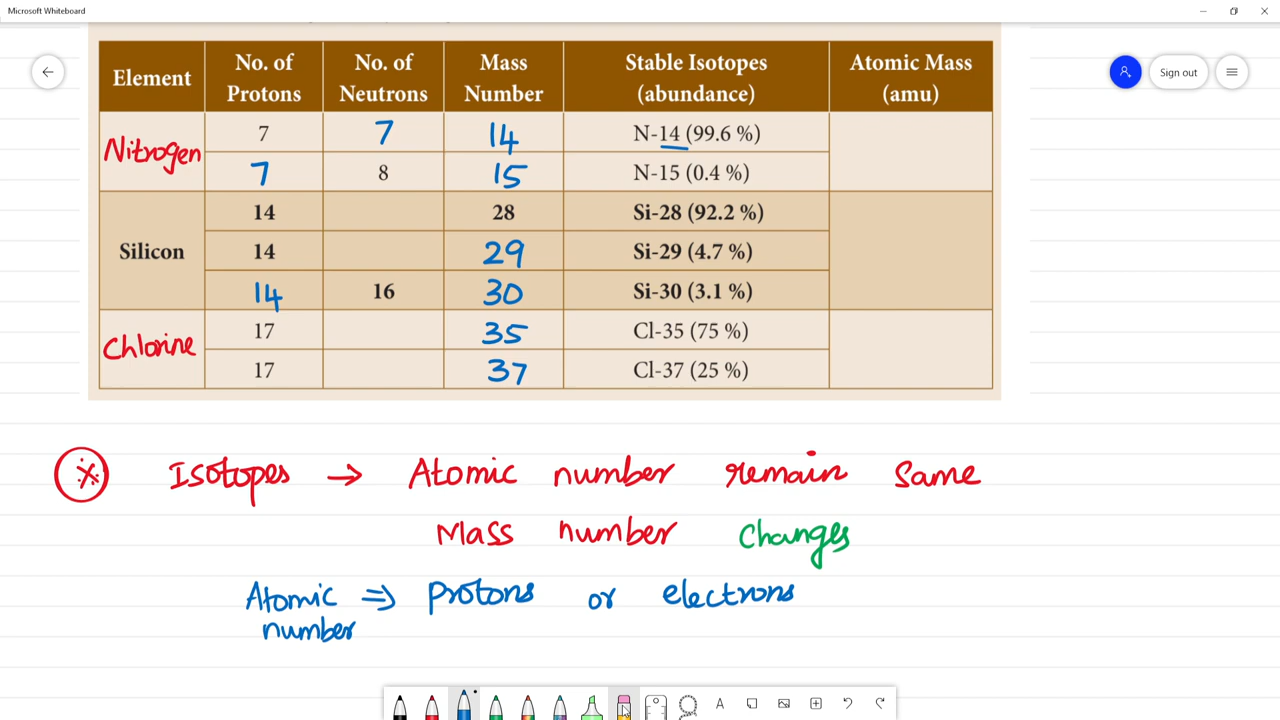 Microsoft Whiteboard
Sign out
Element No. of Protons No. of Neutrons Mass Number Stable Isotopes (abundance) Atomic Mass (amu)
Nitrogen 7 7 14 N-14 (99.6 %)
7 8 15 N-15 (0.4 %)
Silicon 14 28 Si-28 (92.2 %)
14 29 Si-29 (4.7 %)
14 16 30 Si-30 (3.1 %)
Chlorine 17 35 Cl-35 (75 %)
17 37 Cl-37 (25 %)
Isotopes → Atomic number remain same
Mass number changes
Atomic number ⇒ protons or electrons